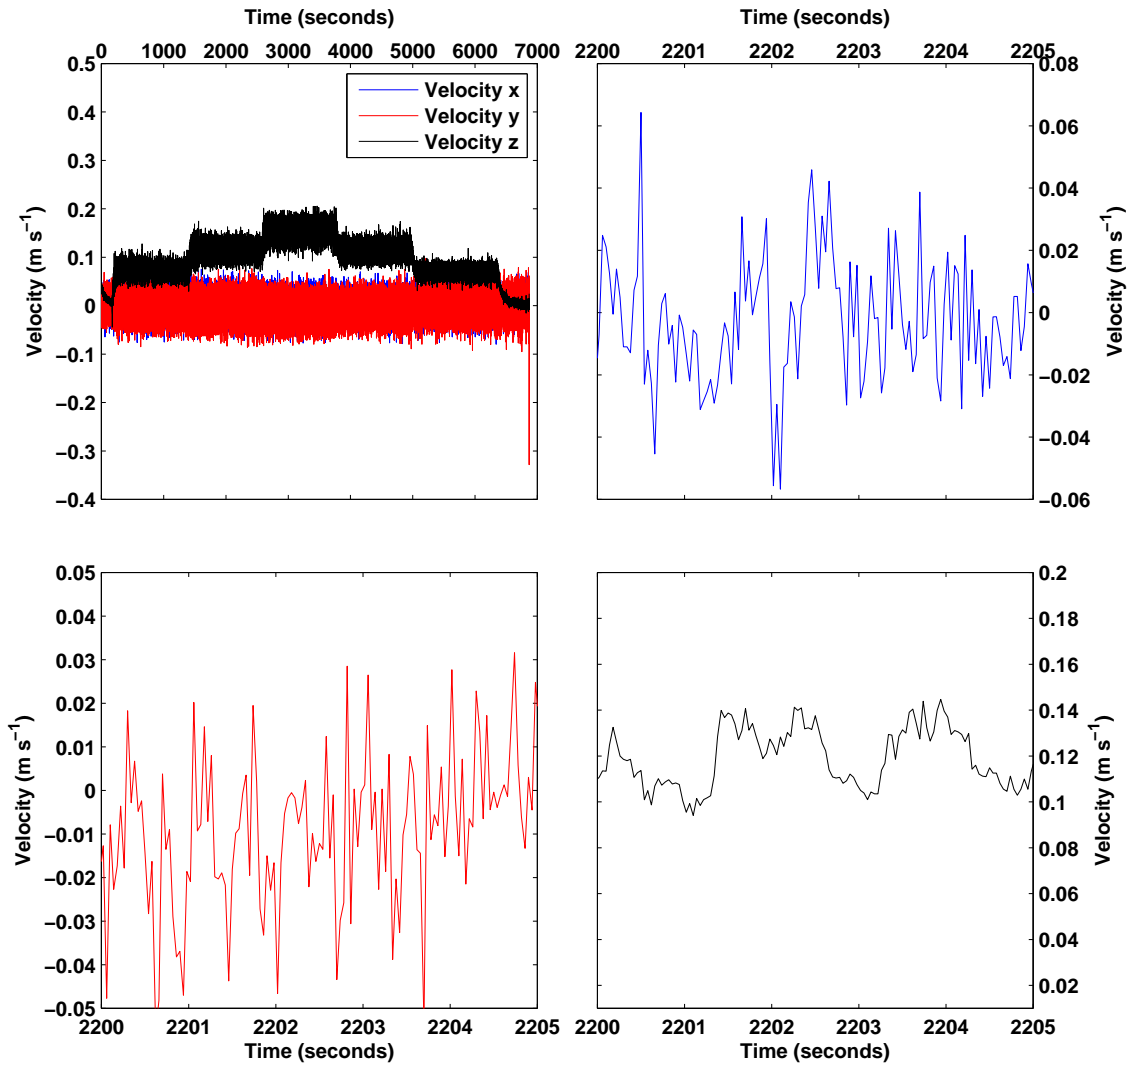 Time (seconds)
0 1000 2000 3000 4000 5000 6000 7000
0.5
0.4
0.3
0.2
0.1
0
−0.1
−0.2
−0.3
−0.4
Velocity (m s−1)
Velocity x
Velocity y
Velocity z
Time (seconds)
2200 2201 2202 2203 2204 2205
0.08
0.06
0.04
0.02
0
−0.02
−0.04
−0.06
Velocity (m s−1)
0.05
0.04
0.03
0.02
0.01
0
−0.01
−0.02
−0.03
−0.04
−0.05
Velocity (m s−1)
2200 2201 2202 2203 2204 2205
Time (seconds)
0.2
0.18
0.16
0.14
0.12
0.1
0.08
0.06
0.04
0.02
Velocity (m s−1)
2200 2201 2202 2203 2204 2205
Time (seconds)